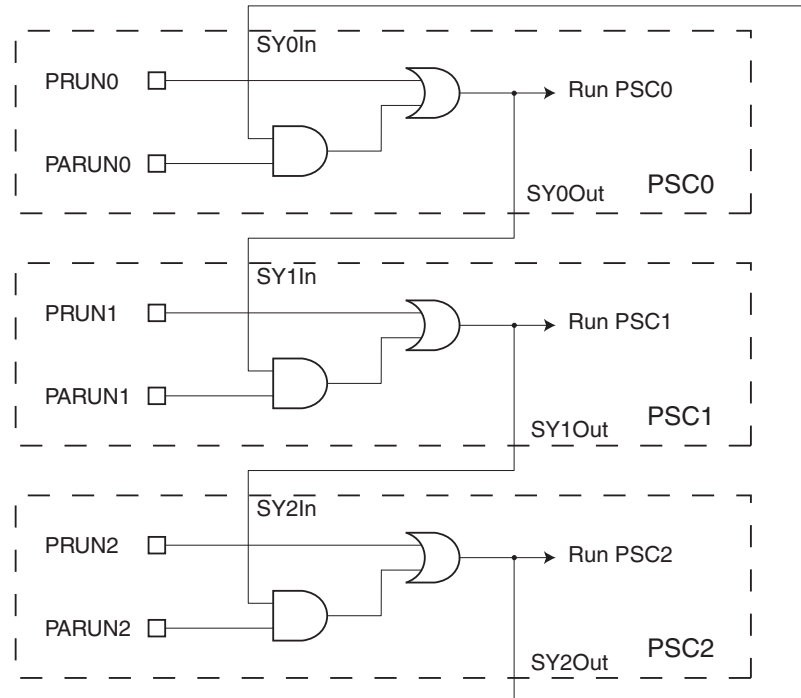 SY0In
PRUN0
Run PSC0
PARUN0
PSC0
SY0Out
SY1In
PRUN1
Run PSC1
PARUN1
PSC1
SY1Out
SY2In
PRUN2
Run PSC2
PARUN2
PSC2
SY2Out